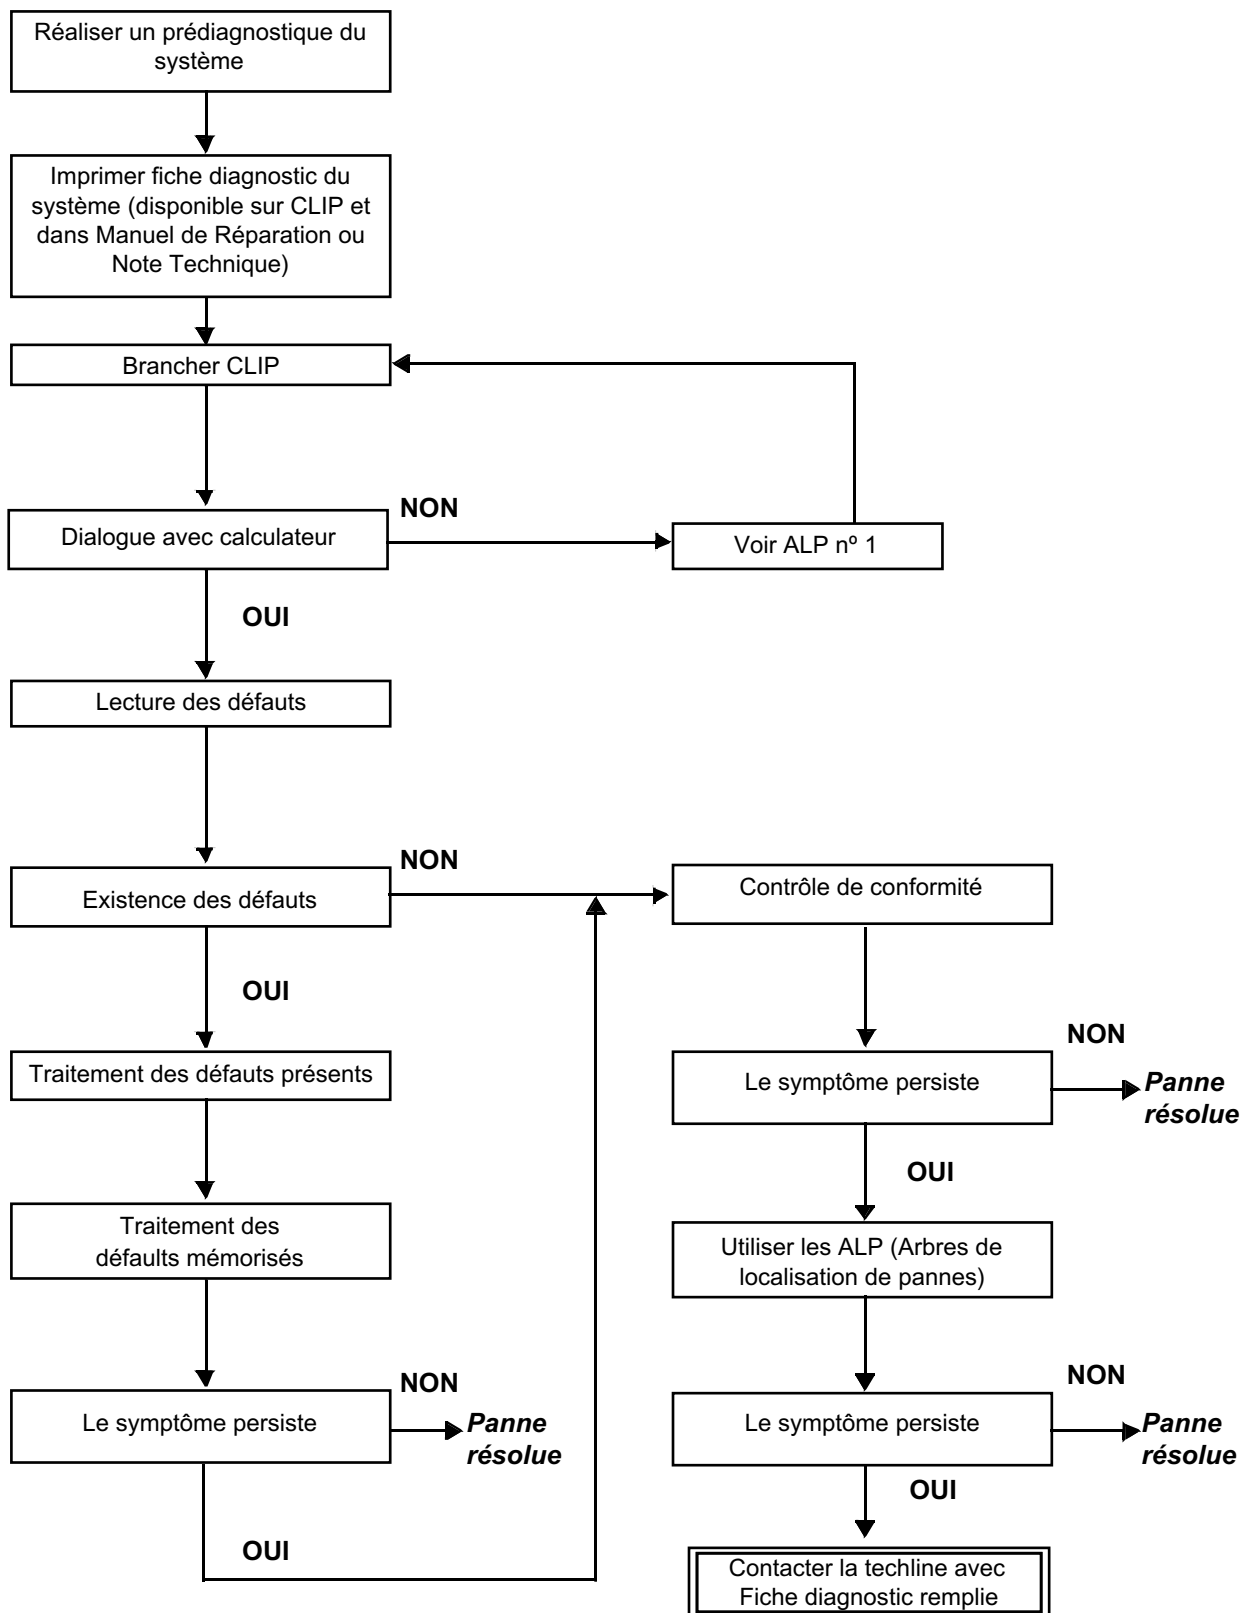 Réaliser un prédiagnostique du
système
Imprimer fiche diagnostic du
système (disponible sur CLIP et
dans Manuel de Réparation ou
Note Technique)
Brancher CLIP
Dialogue avec calculateur
NON
Voir ALP nº 1
OUI
Lecture des défauts
Existence des défauts
NON
Contrôle de conformité
OUI
Traitement des défauts présents
Traitement des
défaults mémorisés
Le symptôme persiste
NON
Panne
résolue
OUI
Le symptôme persiste
NON
Panne
résolue
OUI
Utiliser les ALP (Arbres de
localisation de pannes)
Le symptôme persiste
NON
Panne
résolue
OUI
Contacter la techline avec
Fiche diagnostic remplie